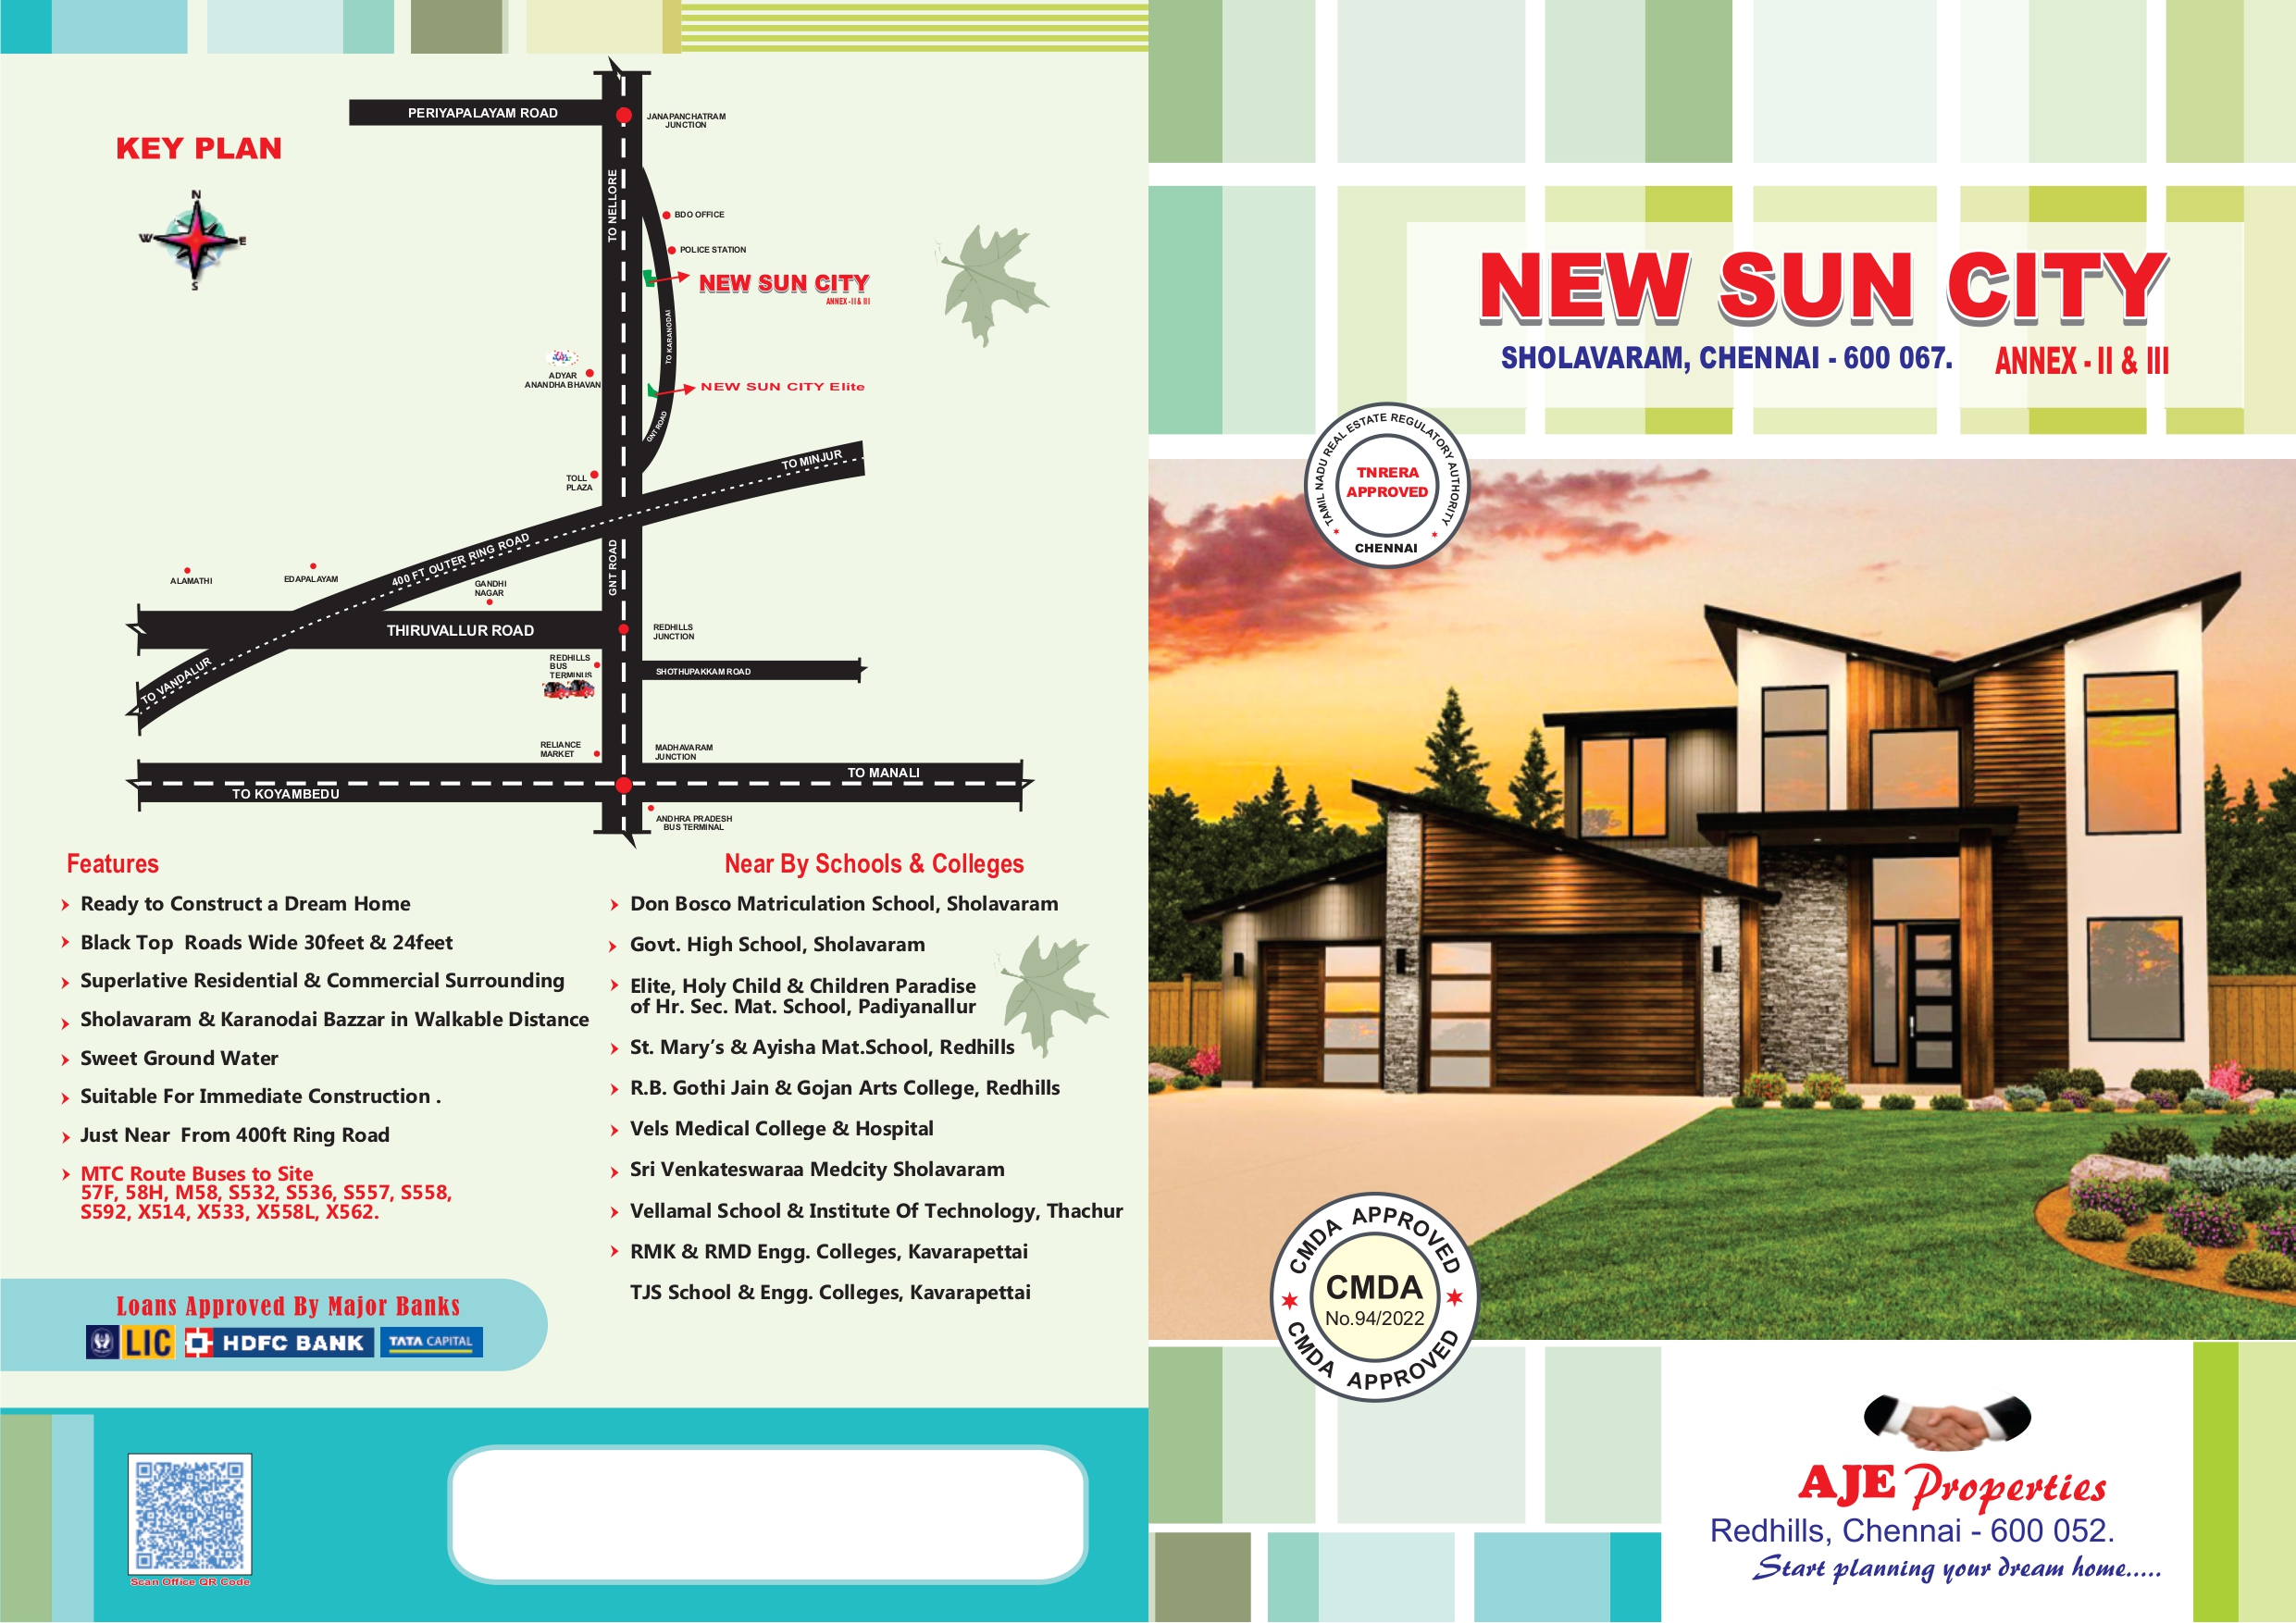 PERIYAPALAYAM ROAD
JANAPANCHATRAM
JUNCTION
KEY PLAN
N
W
E
S
TO NELLORE
BDO OFFICE
POLICE STATION
NEW SUN CITY
ANNEX - II & III
TO KARANODAI
ADYAR
ANANDHA BHAVAN
NEW SUN CITY Elite
GNT ROAD
TOLL
PLAZA
TO MINJUR
400 FT OUTER RING ROAD
GNT ROAD
ALAMATHI
EDAPALAYAM
GANDHI
NAGAR
THIRUVALLUR ROAD
REDHILLS
JUNCTION
TO VANDALUR
REDHILLS
BUS
TERMINUS
SHOTHUPAKKAM ROAD
RELIANCE
MARKET
MADHAVARAM
JUNCTION
TO MANALI
TO KOYAMBEDU
ANDHRA PRADESH
BUS TERMINAL
Features
Ready to Construct a Dream Home
Black Top Roads Wide 30feet & 24feet
Superlative Residential & Commercial Surrounding
Sholavaram & Karanodai Bazzar in Walkable Distance
Sweet Ground Water
Suitable For Immediate Construction .
Just Near From 400ft Ring Road
MTC Route Buses to Site
57F, 58H, M58, S532, S536, S557, S558,
S592, X514, X533, X558L, X562.
Near By Schools & Colleges
Don Bosco Matriculation School, Sholavaram
Govt. High School, Sholavaram
Elite, Holy Child & Children Paradise
of Hr. Sec. Mat. School, Padiyanallur
St. Mary's & Ayisha Mat.School, Redhills
R.B. Gothi Jain & Gojan Arts College, Redhills
Vels Medical College & Hospital
Sri Venkateswaraa Medcity Sholavaram
Vellamal School & Institute Of Technology, Thachur
RMK & RMD Engg. Colleges, Kavarapettai
TJS School & Engg. Colleges, Kavarapettai
Loans Approved By Major Banks
LIC
HDFC BANK
TATA CAPITAL
Scan Office QR Code
NEW SUN CITY
SHOLAVARAM, CHENNAI - 600 067.
ANNEX - II & III
TAMIL NADU REAL ESTATE REGULATORY AUTHORITY
TNRERA
APPROVED
CHENNAI
CMDA APPROVED
CMDA
No.94/2022
CMDA APPROVED
AJE Properties
Redhills, Chennai - 600 052.
Start planning your dream home.....